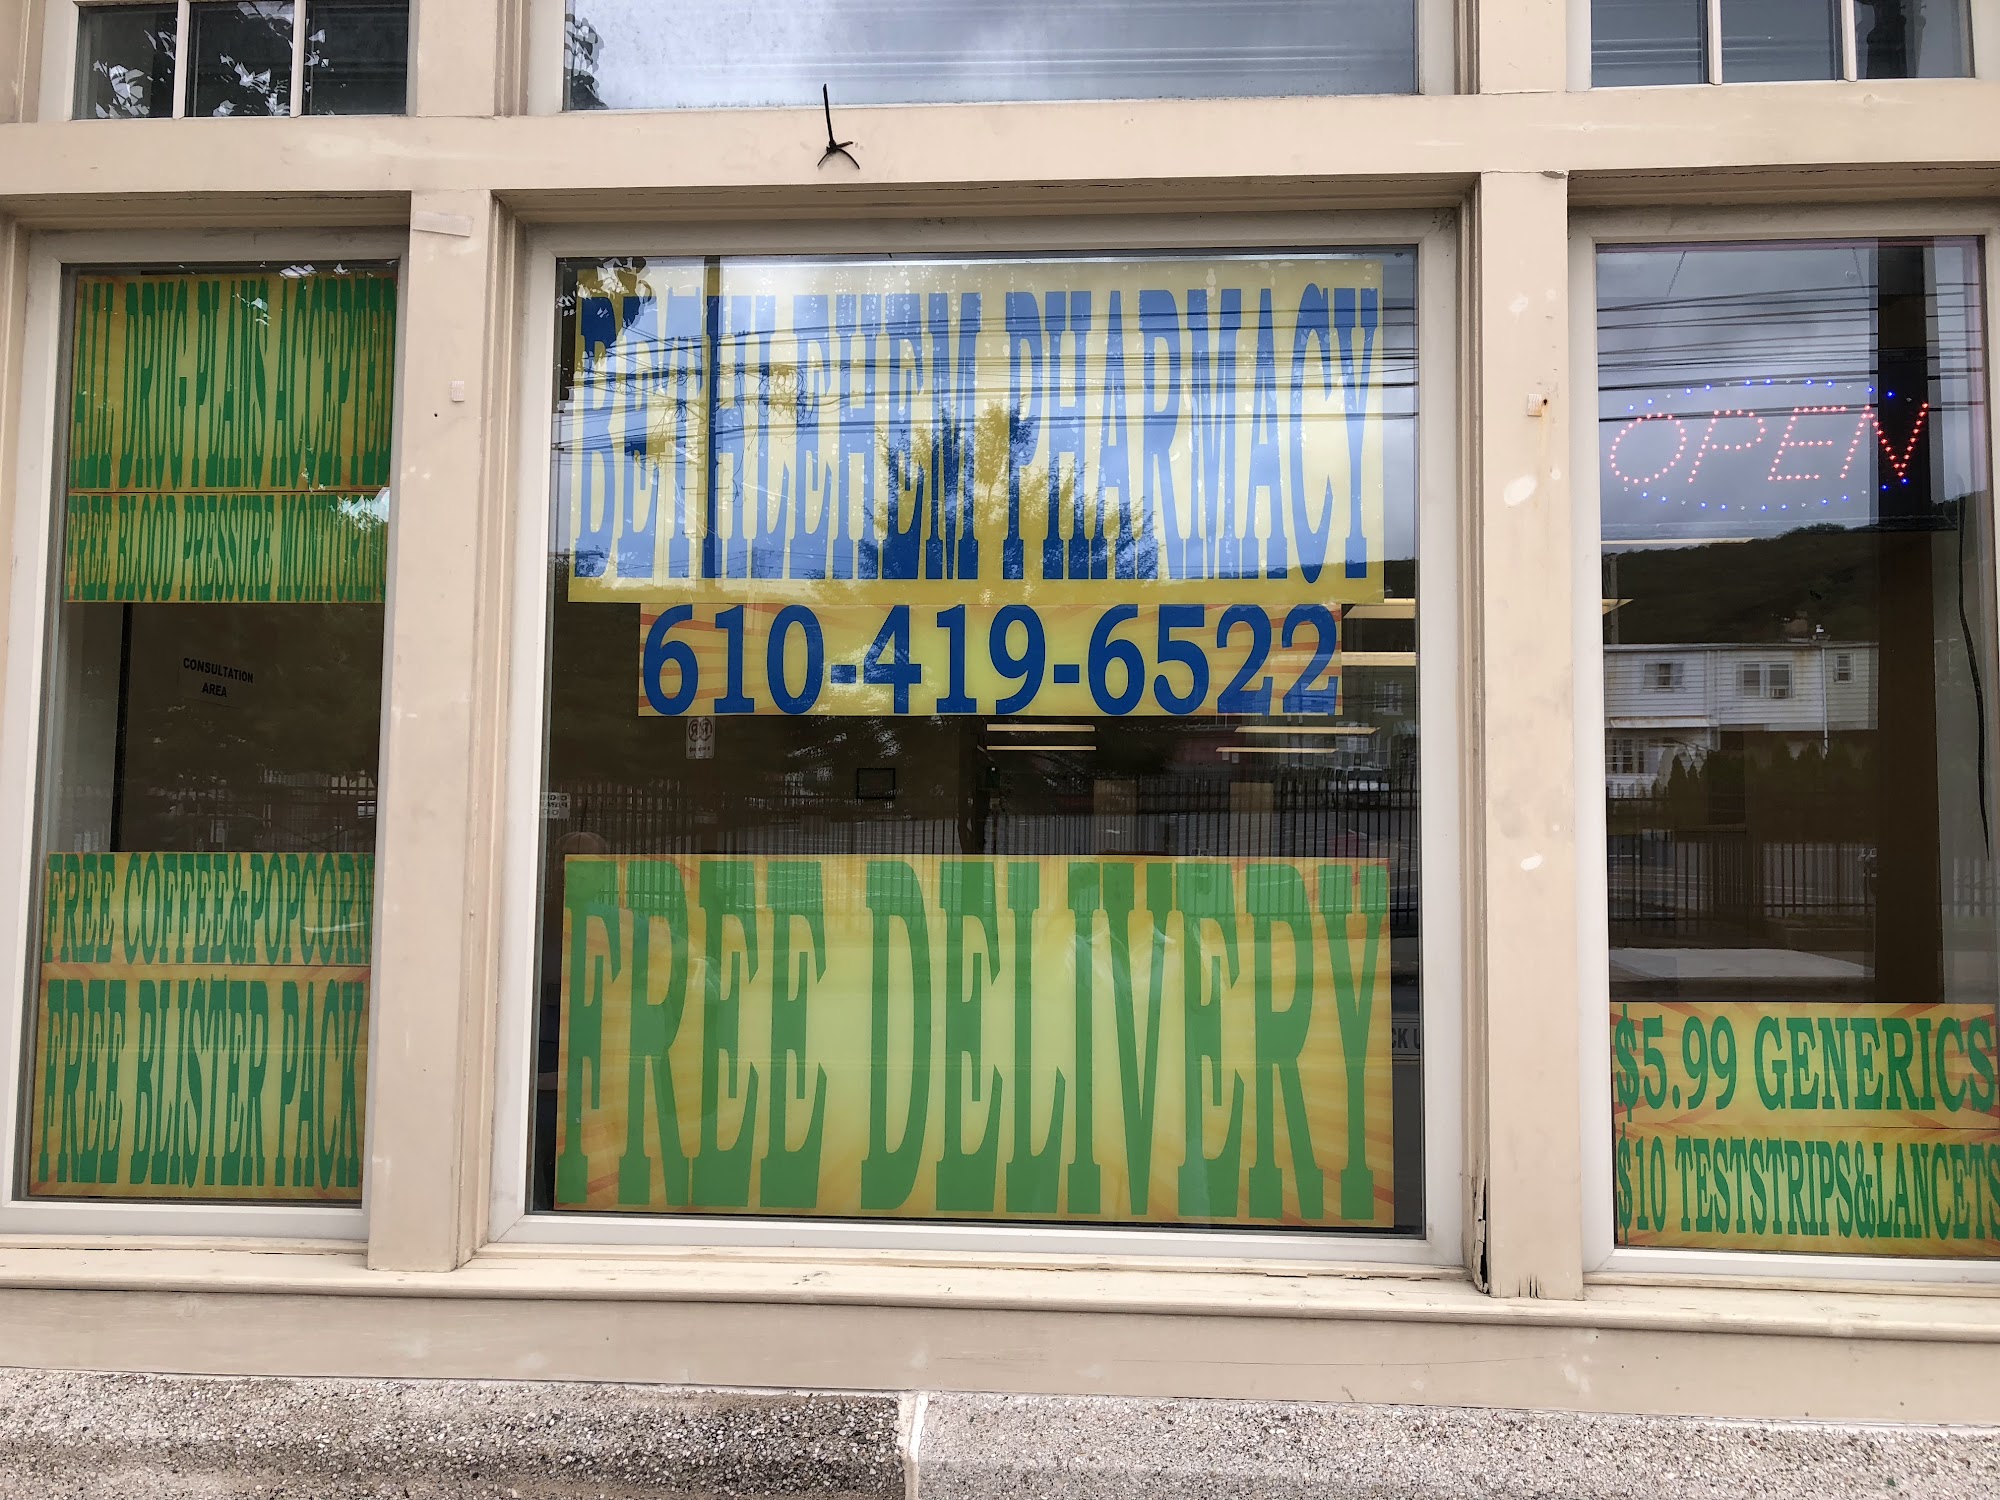 ALL DRUG PLANS ACCEPTED
FREE BLOOD PRESSURE MONITORI
CONSULTATION
AREA
FREE COFFEE&POPCORN
FREE BLISTER PACK
BETHLEHEM PHARMACY
610-419-6522
FREE DELIVERY
OPEN
$5.99 GENERICS
$10 TESTSTRIPS&LANCETS